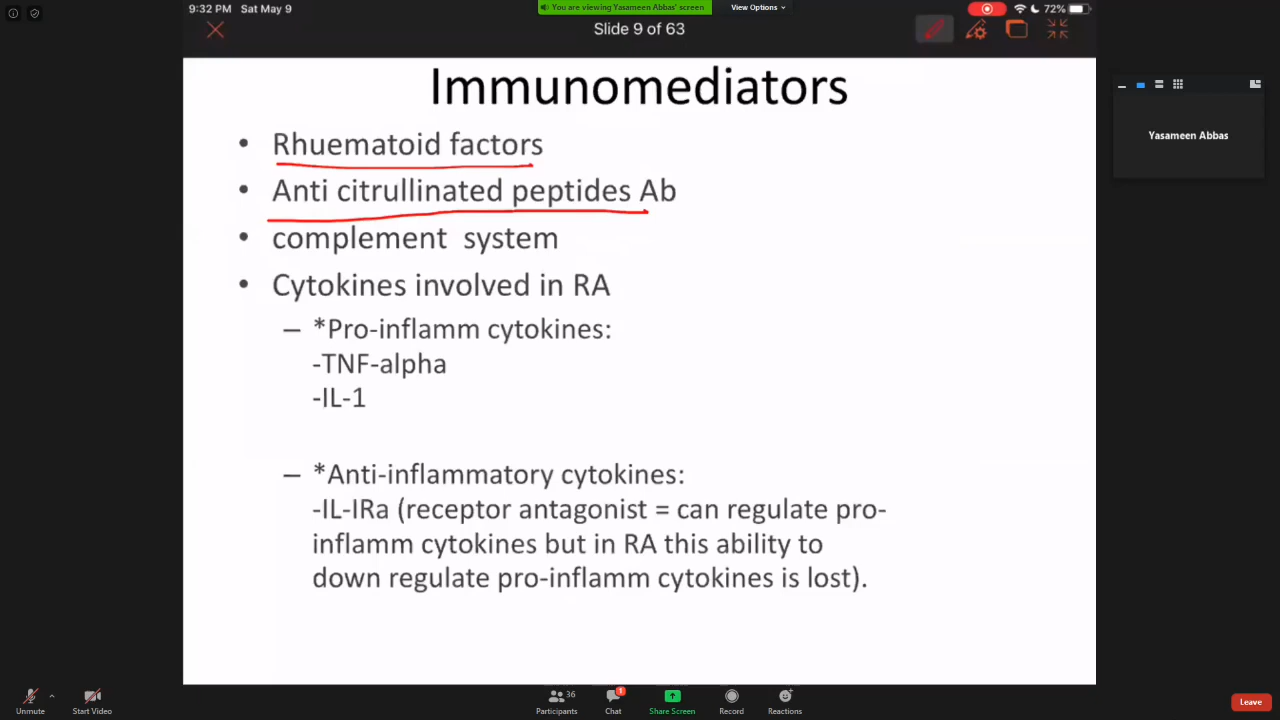 9:32 PM Sat May 9
You are viewing Yasameen Abbas' screen
View Options
72%
Slide 9 of 63
Immunomediators
• Rhuematoid factors
• Anti citrullinated peptides Ab
• complement system
• Cytokines involved in RA
– *Pro-inflamm cytokines:
-TNF-alpha
-IL-1
– *Anti-inflammatory cytokines:
-IL-IRa (receptor antagonist = can regulate pro-
inflamm cytokines but in RA this ability to
down regulate pro-inflamm cytokines is lost).
Yasameen Abbas
Unmute
Start Video
36
Participants
1
Chat
Share Screen
Record
Reactions
Leave